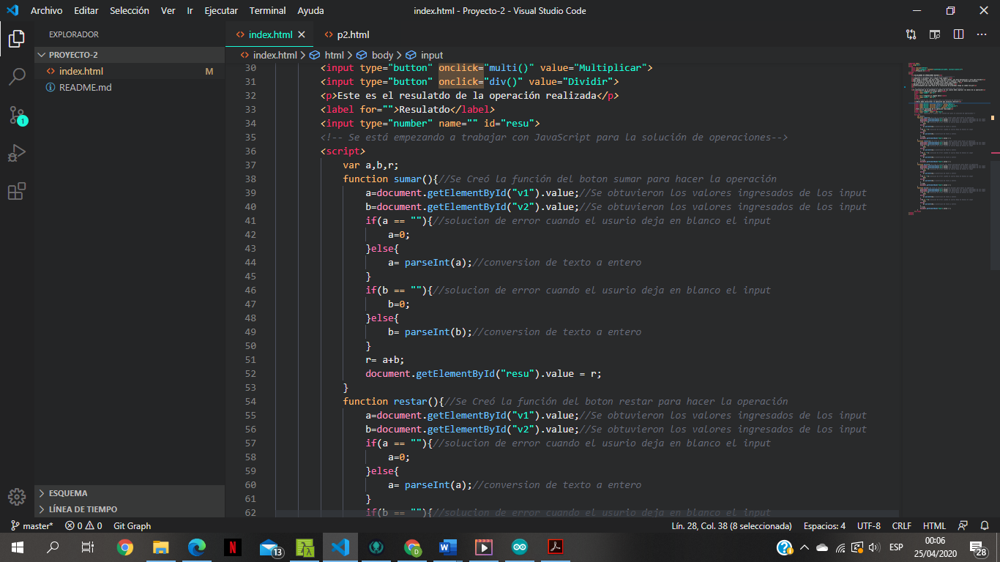 Archivo Editar Selección Ver Ir Ejecutar Terminal Ayuda index.html - Proyecto-2 - Visual Studio Code
EXPLORADOR
PROYECTO-2
index.html M
README.md
ESQUEMA
LÍNEA DE TIEMPO
1
index.html p2.html
index.html > html > body > input
30 <input type="button" onclick="multi()" value="Multiplicar">
31 <input type="button" onclick="div()" value="Dividir">
32 <p>Este es el resulatdo de la operación realizada</p>
33 <label for="">Resulatdo</label>
34 <input type="number" name="" id="resu">
35 <!-- Se está empezando a trabajar con JavaScript para la solución de operaciones-->
36 <script>
37 var a,b,r;
38 function sumar(){//Se Creó la función del boton sumar para hacer la operación
39 a=document.getElementById("v1").value;//Se obtuvieron los valores ingresados de los input
40 b=document.getElementById("v2").value;//Se obtuvieron los valores ingresados de los input
41 if(a == ""){//solucion de error cuando el usurio deja en blanco el input
42 a=0;
43 }else{
44 a= parseInt(a);//conversion de texto a entero
45 }
46 if(b == ""){//solucion de error cuando el usurio deja en blanco el input
47 b=0;
48 }else{
49 b= parseInt(b);//conversion de texto a entero
50 }
51 r= a+b;
52 document.getElementById("resu").value = r;
53 }
54 function restar(){//Se Creó la función del boton restar para hacer la operación
55 a=document.getElementById("v1").value;//Se obtuvieron los valores ingresados de los input
56 b=document.getElementById("v2").value;//Se obtuvieron los valores ingresados de los input
57 if(a == ""){//solucion de error cuando el usurio deja en blanco el input
58 a=0;
59 }else{
60 a= parseInt(a);//conversion de texto a entero
61 }
62 if(b == ""){//solucion de error cuando el usurio deja en blanco el input
master* 0 0 Git Graph Lín. 28, Col. 38 (8 seleccionada) Espacios: 4 UTF-8 CRLF HTML
N 13 D W ESP 00:06
25/04/2020 28